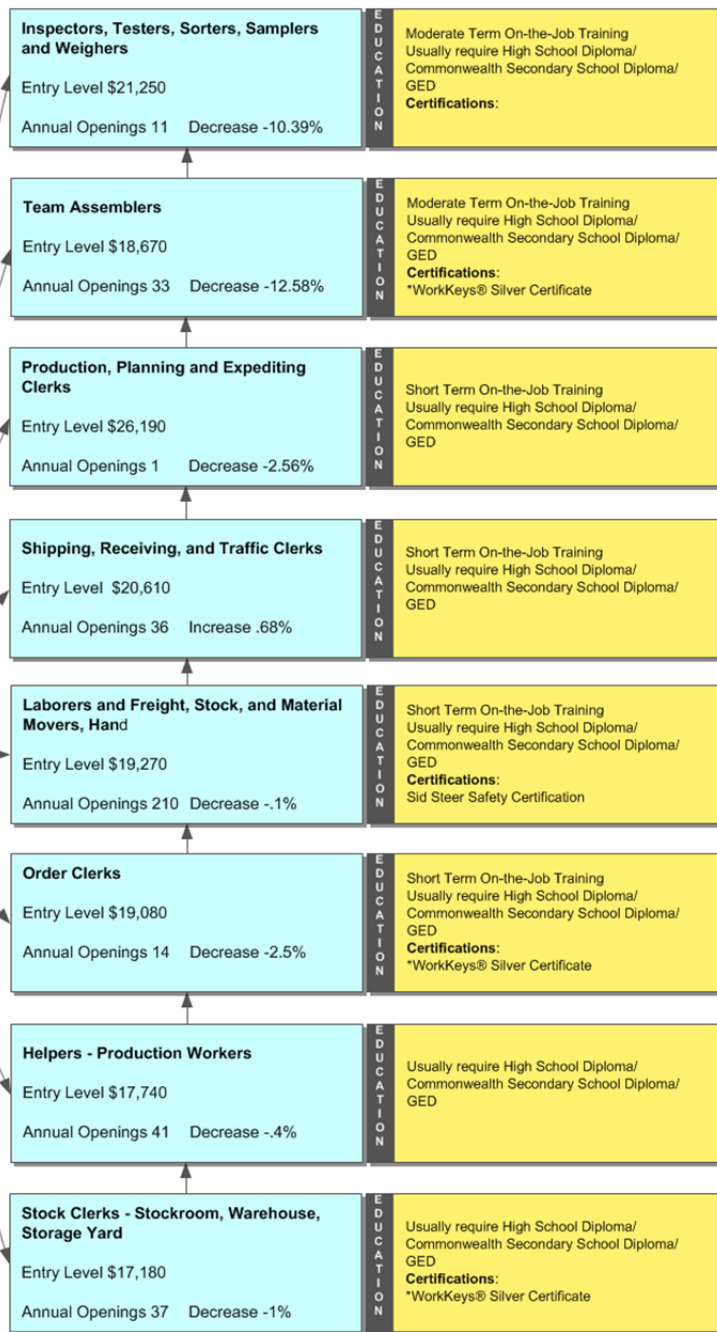 Inspectors, Testers, Sorters, Samplers
and Weighers
Entry Level $21,250
Annual Openings 11 Decrease -10.39%
EDUCATION
Moderate Term On-the-Job Training
Usually require High School Diploma/
Commonwealth Secondary School Diploma/
GED
Certifications:
Team Assemblers
Entry Level $18,670
Annual Openings 33 Decrease -12.58%
EDUCATION
Moderate Term On-the-Job Training
Usually require High School Diploma/
Commonwealth Secondary School Diploma/
GED
Certifications:
*WorkKeys® Silver Certificate
Production, Planning and Expediting
Clerks
Entry Level $26,190
Annual Openings 1 Decrease -2.56%
EDUCATION
Short Term On-the-Job Training
Usually require High School Diploma/
Commonwealth Secondary School Diploma/
GED
Shipping, Receiving, and Traffic Clerks
Entry Level $20,610
Annual Openings 36 Increase .68%
EDUCATION
Short Term On-the-Job Training
Usually require High School Diploma/
Commonwealth Secondary School Diploma/
GED
Laborers and Freight, Stock, and Material
Movers, Hand
Entry Level $19,270
Annual Openings 210 Decrease -.1%
EDUCATION
Short Term On-the-Job Training
Usually require High School Diploma/
Commonwealth Secondary School Diploma/
GED
Certifications:
Sid Steer Safety Certification
Order Clerks
Entry Level $19,080
Annual Openings 14 Decrease -2.5%
EDUCATION
Short Term On-the-Job Training
Usually require High School Diploma/
Commonwealth Secondary School Diploma/
GED
Certifications:
*WorkKeys® Silver Certificate
Helpers - Production Workers
Entry Level $17,740
Annual Openings 41 Decrease -.4%
EDUCATION
Usually require High School Diploma/
Commonwealth Secondary School Diploma/
GED
Stock Clerks - Stockroom, Warehouse,
Storage Yard
Entry Level $17,180
Annual Openings 37 Decrease -1%
EDUCATION
Usually require High School Diploma/
Commonwealth Secondary School Diploma/
GED
Certifications:
*WorkKeys® Silver Certificate